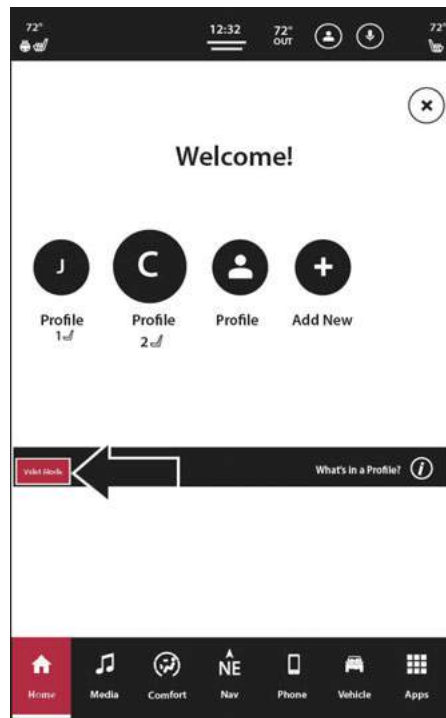 72° 12:32 72° 72°
OUT
Welcome!
J C +
Profile Profile Profile Add New
1 2
Valet Mode What's in a Profile? i
NE
Home Media Comfort Nav Phone Vehicle Apps